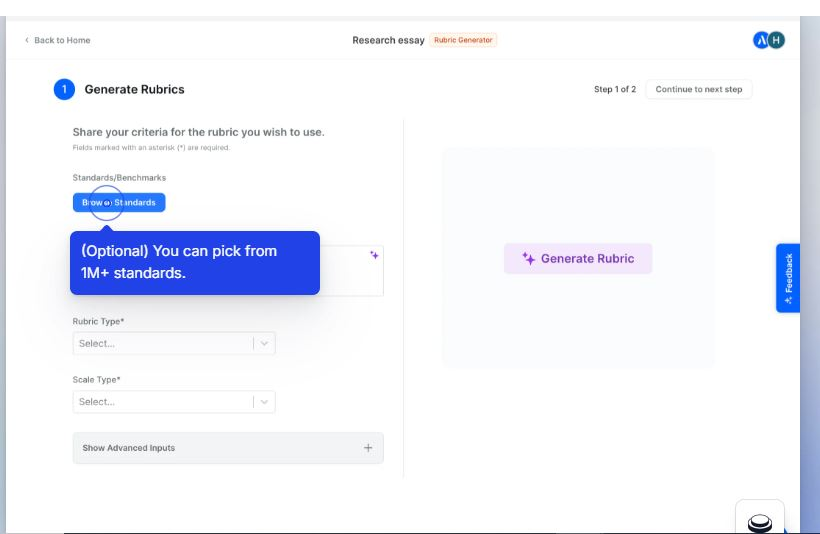 Back to Home
Research essay Rubric Generator
H
1 Generate Rubrics
Step 1 of 2 Continue to next step
Share your criteria for the rubric you wish to use.
Fields marked with an asterisk (*) are required.
Standards/Benchmarks
Browse Standards
(Optional) You can pick from
1M+ standards.
Rubric Type*
Select...
Scale Type*
Select...
Show Advanced Inputs
Generate Rubric
Feedback